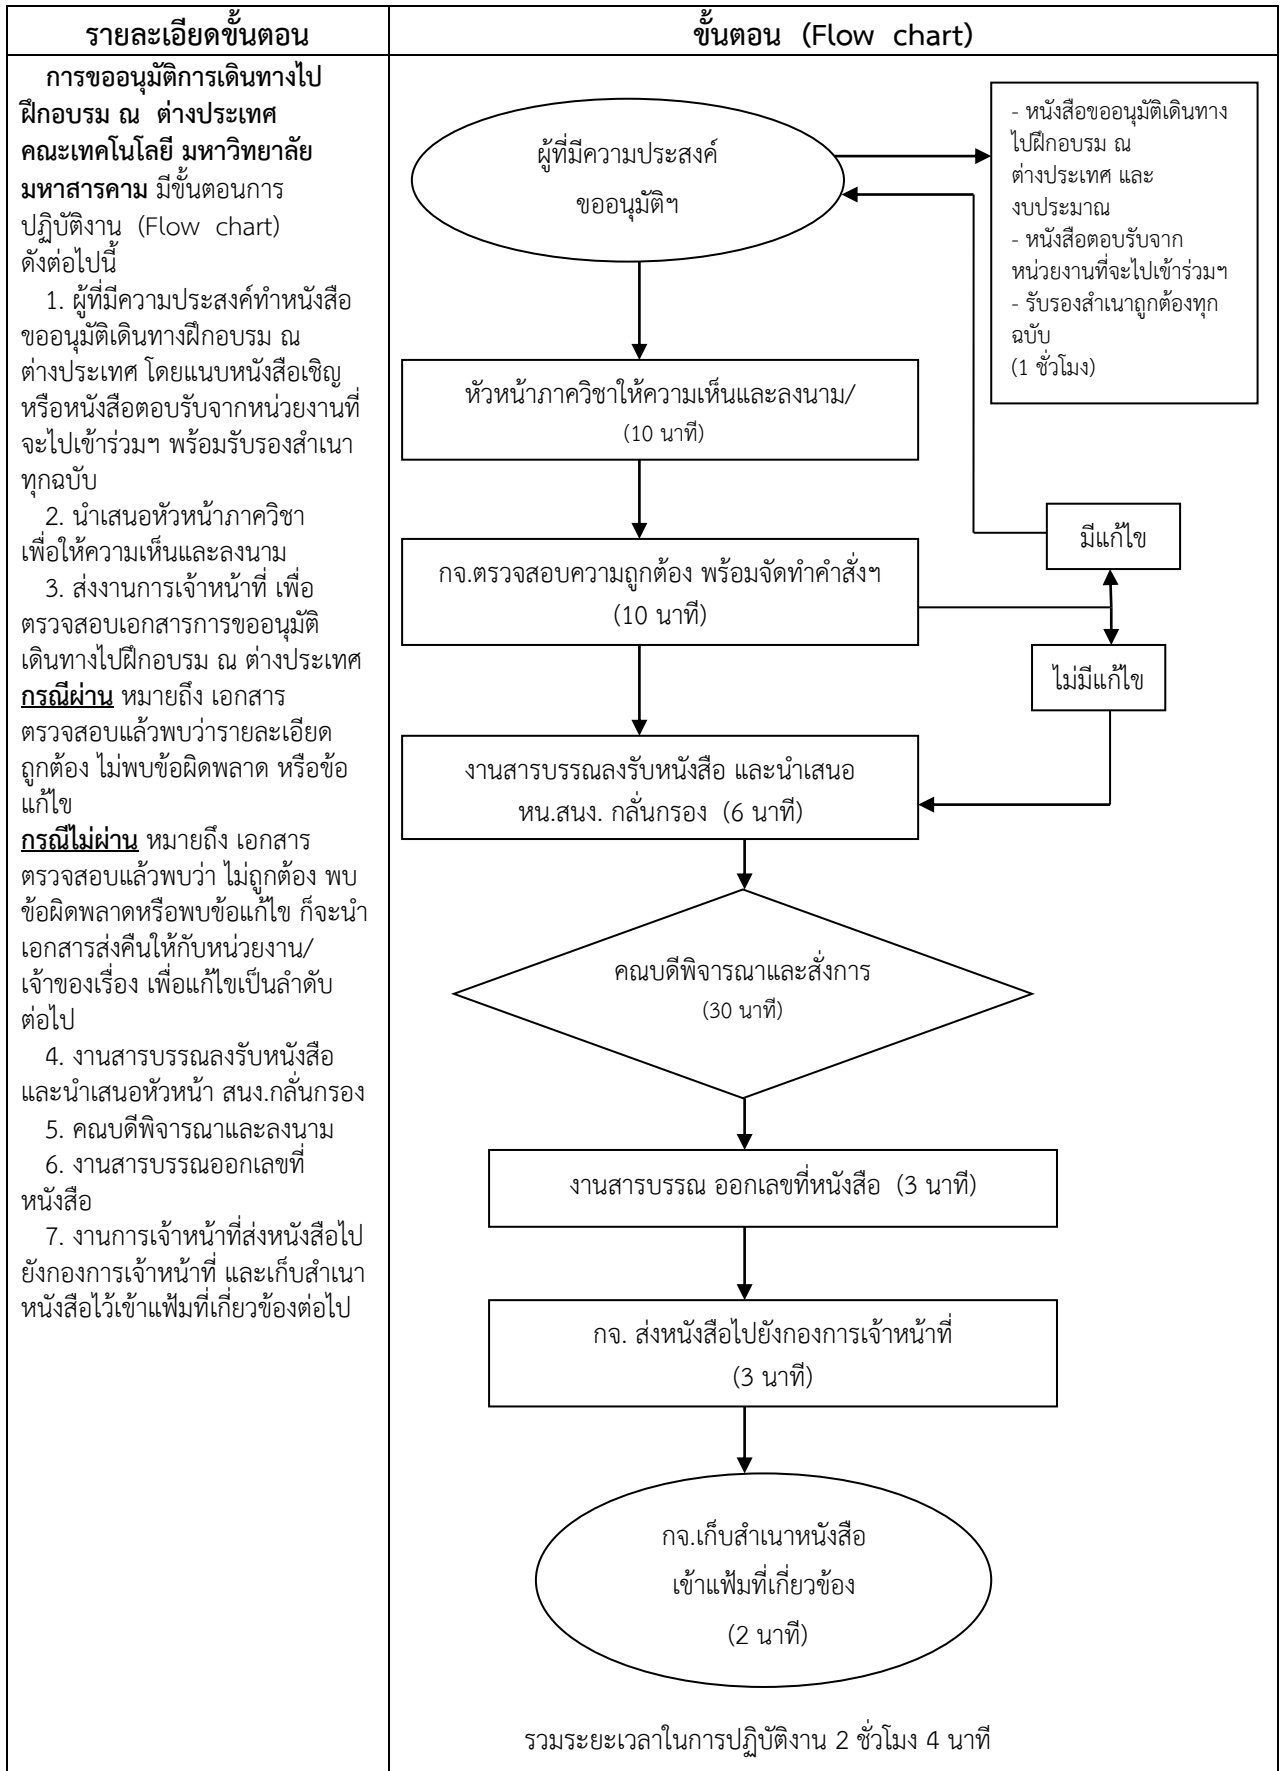 รายละเอียดขั้นตอน
ขั้นตอน (Flow chart)
การขออนุมัติการเดินทางไป
ฝึกอบรม ณ ต่างประเทศ
คณะเทคโนโลยี มหาวิทยาลัย
มหาสารคาม มีขั้นตอนการ
ปฏิบัติงาน (Flow chart)
ดังต่อไปนี้
1. ผู้ที่มีความประสงค์ทำหนังสือ
ขออนุมัติเดินทางฝึกอบรม ณ
ต่างประเทศ โดยแนบหนังสือเชิญ
หรือหนังสือตอบรับจากหน่วยงานที่
จะไปเข้าร่วมฯ พร้อมรับรองสำเนา
ทุกฉบับ
2. นำเสนอหัวหน้าภาควิชา
เพื่อให้ความเห็นและลงนาม
3. ส่งงานการเจ้าหน้าที่ เพื่อ
ตรวจสอบเอกสารการขออนุมัติ
เดินทางไปฝึกอบรม ณ ต่างประเทศ
กรณีผ่าน หมายถึง เอกสาร
ตรวจสอบแล้วพบว่ารายละเอียด
ถูกต้อง ไม่พบข้อผิดพลาด หรือข้อ
แก้ไข
กรณีไม่ผ่าน หมายถึง เอกสาร
ตรวจสอบแล้วพบว่า ไม่ถูกต้อง พบ
ข้อผิดพลาดหรือพบข้อแก้ไข ก็จะนำ
เอกสารส่งคืนให้กับหน่วยงาน/
เจ้าของเรื่อง เพื่อแก้ไขเป็นลำดับ
ต่อไป
4. งานสารบรรณลงรับหนังสือ
และนำเสนอหัวหน้า สนง.กลั่นกรอง
5. คณบดีพิจารณาและลงนาม
6. งานสารบรรณออกเลขที่
หนังสือ
7. งานการเจ้าหน้าที่ส่งหนังสือไป
ยังกองการเจ้าหน้าที่ และเก็บสำเนา
หนังสือไว้เข้าแฟ้มที่เกี่ยวข้องต่อไป
ผู้ที่มีความประสงค์
ขออนุมัติฯ
- หนังสือขออนุมัติเดินทาง
ไปฝึกอบรม ณ
ต่างประเทศ และ
งบประมาณ
- หนังสือตอบรับจาก
หน่วยงานที่จะไปเข้าร่วมฯ
- รับรองสำเนาถูกต้องทุก
ฉบับ
(1 ชั่วโมง)
หัวหน้าภาควิชาให้ความเห็นและลงนาม/
(10 นาที)
มีแก้ไข
กจ.ตรวจสอบความถูกต้อง พร้อมจัดทำคำสั่งฯ
(10 นาที)
ไม่มีแก้ไข
งานสารบรรณลงรับหนังสือ และนำเสนอ
หน.สนง. กลั่นกรอง (6 นาที)
คณบดีพิจารณาและสั่งการ
(30 นาที)
งานสารบรรณ ออกเลขที่หนังสือ (3 นาที)
กจ. ส่งหนังสือไปยังกองการเจ้าหน้าที่
(3 นาที)
กจ.เก็บสำเนาหนังสือ
เข้าแฟ้มที่เกี่ยวข้อง
(2 นาที)
รวมระยะเวลาในการปฏิบัติงาน 2 ชั่วโมง 4 นาที